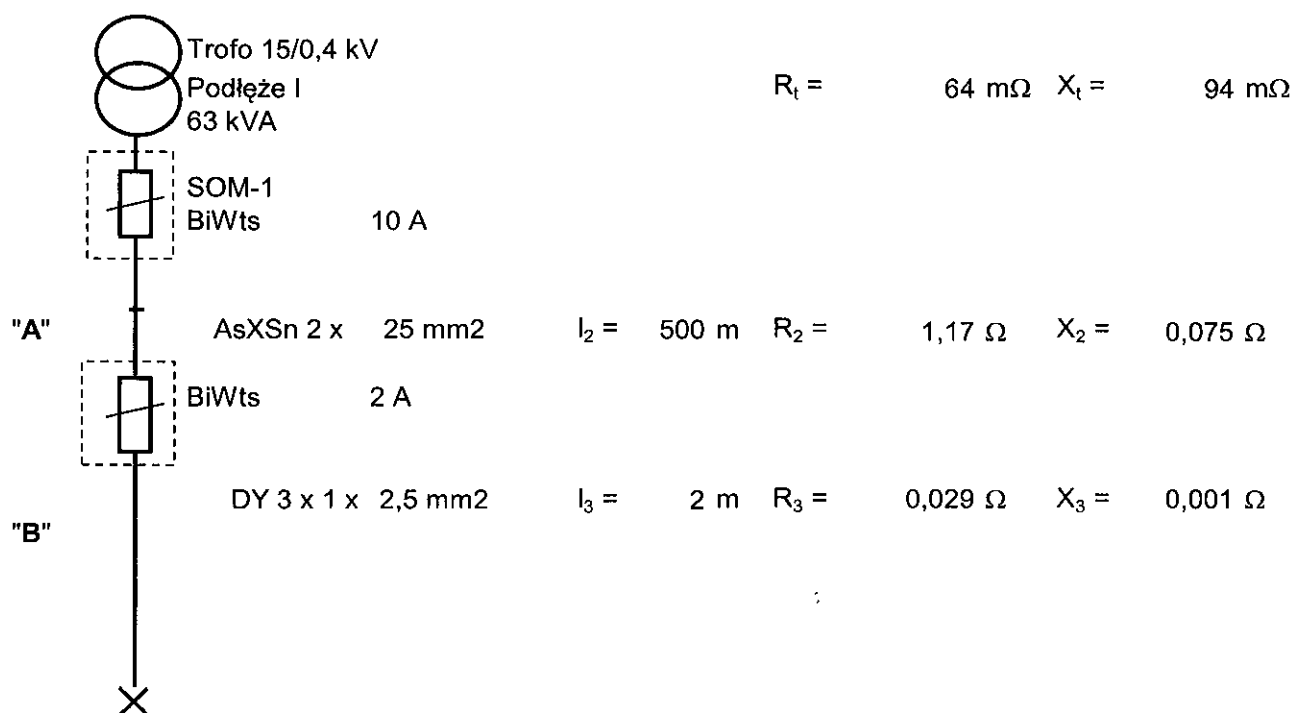 Trofo 15/0,4 kV
Podłęże I Rₜ = 64 mΩ Xₜ = 94 mΩ
63 kVA
SOM-1
BiWts 10 A
"A" AsXSn 2 x 25 mm2 l₂ = 500 m R₂ = 1,17 Ω X₂ = 0,075 Ω
BiWts 2 A
DY 3 x 1 x 2,5 mm2 l₃ = 2 m R₃ = 0,029 Ω X₃ = 0,001 Ω
"B"